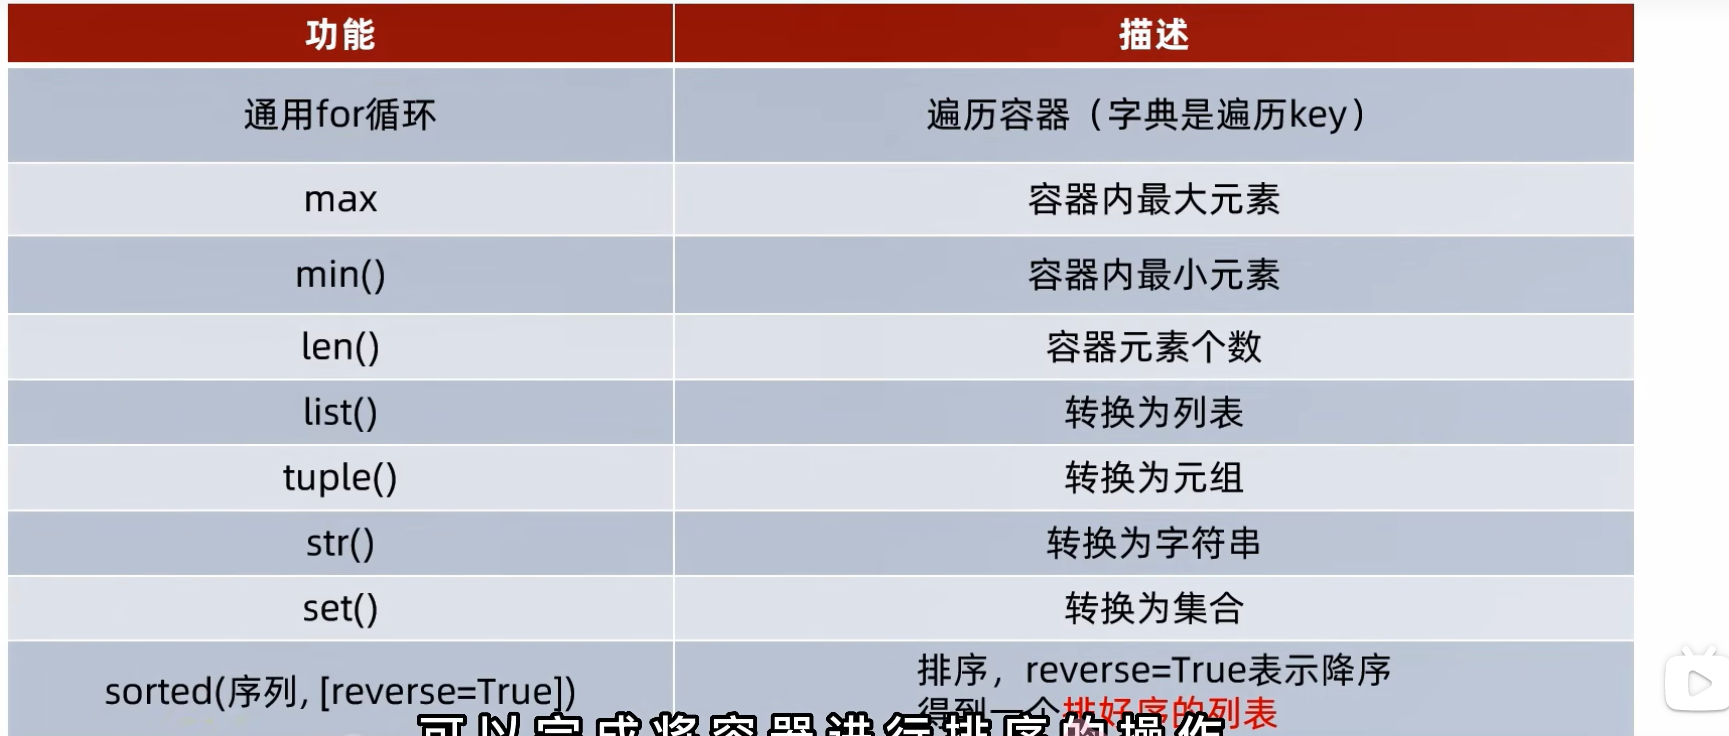 功能 描述
通用for循环 遍历容器（字典是遍历key）
max 容器内最大元素
min() 容器内最小元素
len() 容器元素个数
list() 转换为列表
tuple() 转换为元组
str() 转换为字符串
set() 转换为集合
sorted(序列, [reverse=True]) 排序，reverse=True表示降序
得到一个排好序的列表
可以完成将容器进行排序的操作